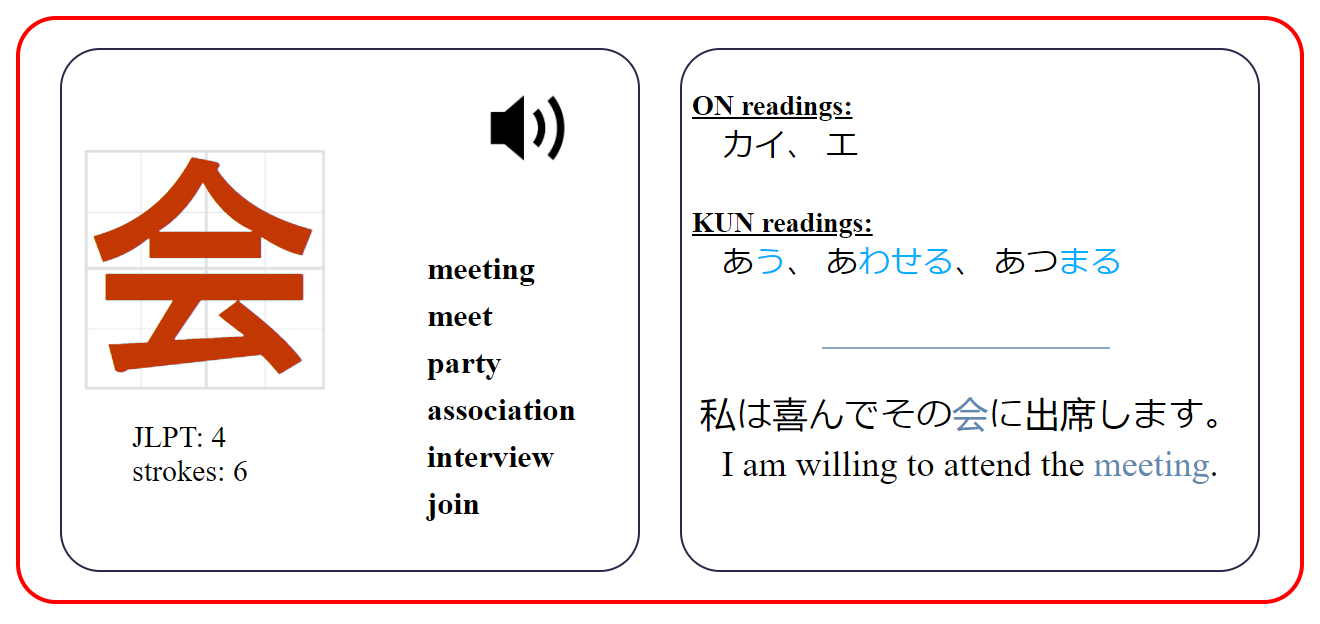 会
JLPT: 4
strokes: 6
meeting
meet
party
association
interview
join
ON readings:
カイ、 エ
KUN readings:
あう、 あわせる、 あつまる
私は喜んでその会に出席します。
I am willing to attend the meeting.